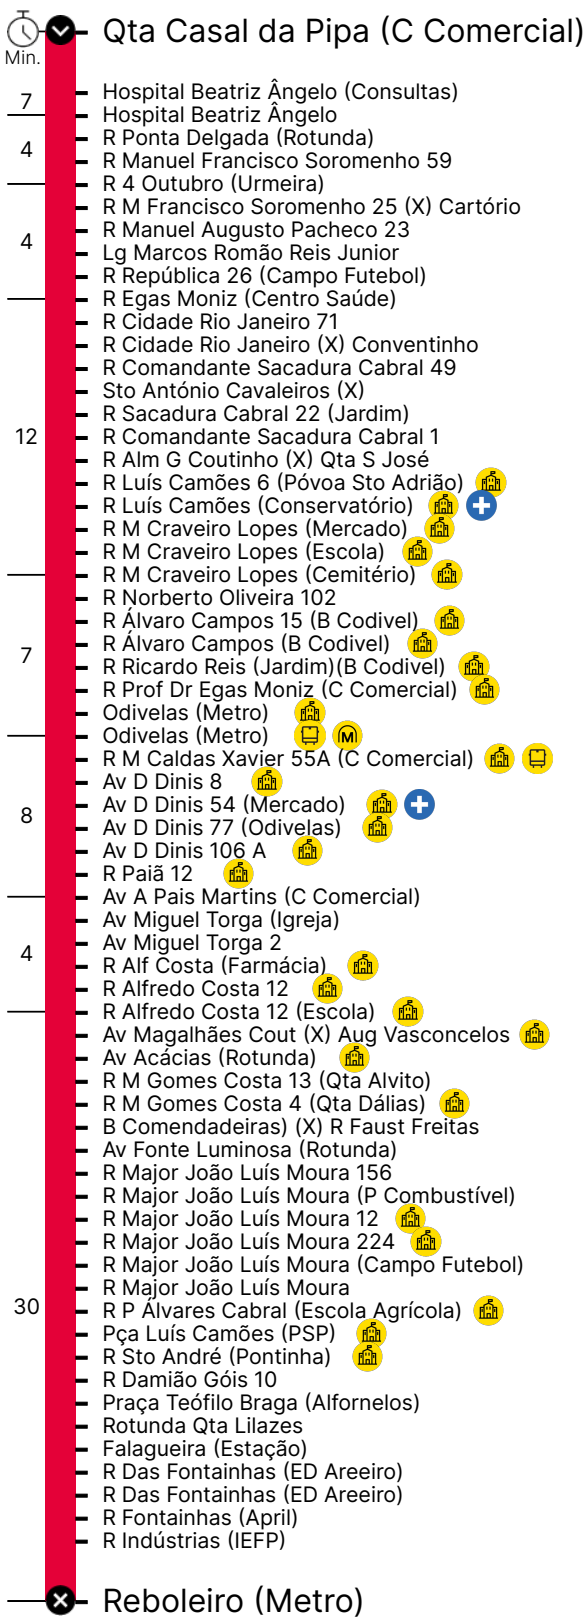 Qta Casal da Pipa (C Comercial)
Min.
7
Hospital Beatriz Ângelo (Consultas)
Hospital Beatriz Ângelo
4
R Ponta Delgada (Rotunda)
R Manuel Francisco Soromenho 59
R 4 Outubro (Urmeira)
4
R M Francisco Soromenho 25 (X) Cartório
R Manuel Augusto Pacheco 23
Lg Marcos Romão Reis Junior
R República 26 (Campo Futebol)
R Egas Moniz (Centro Saúde)
12
R Cidade Rio Janeiro 71
R Cidade Rio Janeiro (X) Conventinho
R Comandante Sacadura Cabral 49
Sto António Cavaleiros (X)
R Sacadura Cabral 22 (Jardim)
R Comandante Sacadura Cabral 1
R Alm G Coutinho (X) Qta S José
R Luís Camões 6 (Póvoa Sto Adrião)
R Luís Camões (Conservatório)
R M Craveiro Lopes (Mercado)
R M Craveiro Lopes (Escola)
R M Craveiro Lopes (Cemitério)
7
R Norberto Oliveira 102
R Álvaro Campos 15 (B Codivel)
R Álvaro Campos (B Codivel)
R Ricardo Reis (Jardim)(B Codivel)
R Prof Dr Egas Moniz (C Comercial)
Odivelas (Metro)
Odivelas (Metro)
M
8
R M Caldas Xavier 55A (C Comercial)
Av D Dinis 8
Av D Dinis 54 (Mercado)
Av D Dinis 77 (Odivelas)
Av D Dinis 106 A
R Paiã 12
Av A Pais Martins (C Comercial)
4
Av Miguel Torga (Igreja)
Av Miguel Torga 2
R Alf Costa (Farmácia)
R Alfredo Costa 12
R Alfredo Costa 12 (Escola)
30
Av Magalhães Cout (X) Aug Vasconcelos
Av Acácias (Rotunda)
R M Gomes Costa 13 (Qta Alvito)
R M Gomes Costa 4 (Qta Dálias)
B Comendadeiras) (X) R Faust Freitas
Av Fonte Luminosa (Rotunda)
R Major João Luís Moura 156
R Major João Luís Moura (P Combustível)
R Major João Luís Moura 12
R Major João Luís Moura 224
R Major João Luís Moura (Campo Futebol)
R Major João Luís Moura
R P Álvares Cabral (Escola Agrícola)
Pça Luís Camões (PSP)
R Sto André (Pontinha)
R Damião Góis 10
Praça Teófilo Braga (Alfornelos)
Rotunda Qta Lilazes
Falagueira (Estação)
R Das Fontainhas (ED Areeiro)
R Das Fontainhas (ED Areeiro)
R Fontainhas (April)
R Indústrias (IEFP)
Reboleiro (Metro)